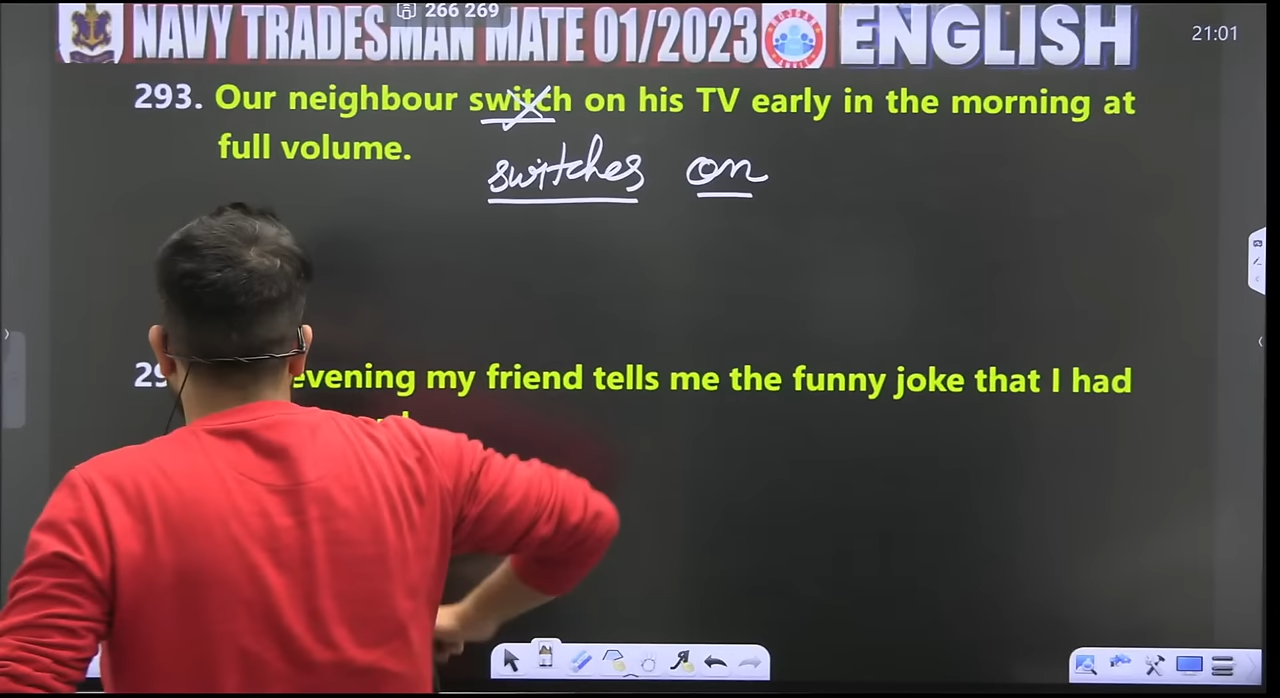 266 269
NAVY TRADESMAN MATE 01/2023 ENGLISH
21:01
293. Our neighbour switch on his TV early in the morning at
full volume.
switches on
evening my friend tells me the funny joke that I had